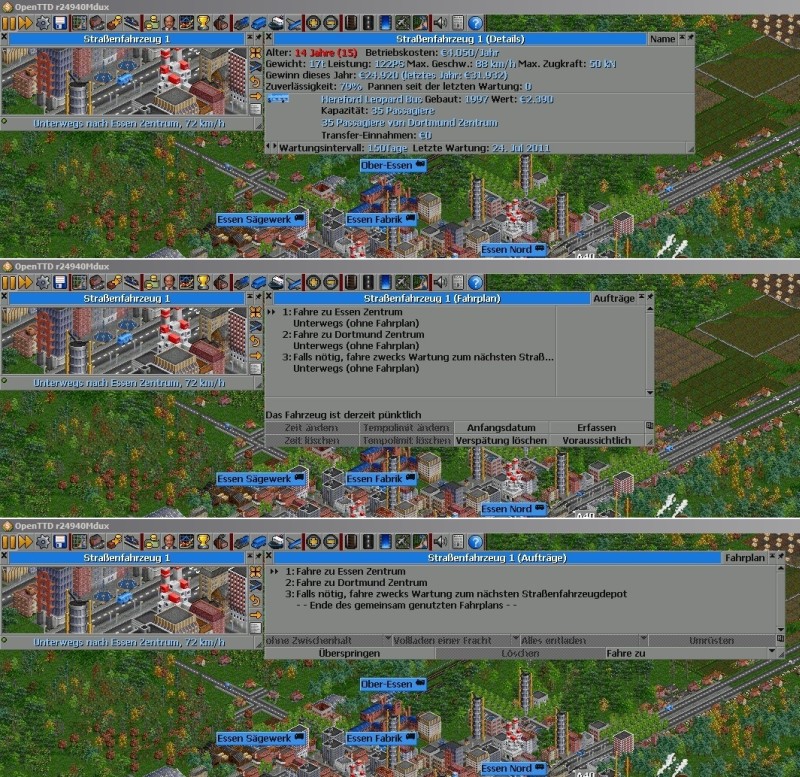 OpenTTD r24940Mdux
Straßenfahrzeug 1
Unterwegs nach Essen Zentrum, 72 km/h
Straßenfahrzeug 1 (Details)
Name
Alter: 14 Jahre (15) Betriebskosten: €4.050/Jahr
Gewicht: 17t Leistung: 122PS Max. Geschw.: 88 km/h Max. Zugkraft: 50 kN
Gewinn dieses Jahr: €24.920 (letztes Jahr: €31.932)
Zuverlässigkeit: 79% Pannen seit der letzten Wartung: 0
Hereford Leopard Bus Gebaut: 1997 Wert: €2.390
Kapazität: 35 Passagiere
35 Passagiere von Dortmund Zentrum
Transfer-Einnahmen: €0
Wartungsintervall: 150Tage Letzte Wartung: 24. Jul 2011
Ober-Essen
Essen Sägewerk
Essen Fabrik
Essen Nord
A40
OpenTTD r24940Mdux
Straßenfahrzeug 1
Unterwegs nach Essen Zentrum, 72 km/h
Straßenfahrzeug 1 (Fahrplan)
Aufträge
1: Fahre zu Essen Zentrum
Unterwegs (ohne Fahrplan)
2: Fahre zu Dortmund Zentrum
Unterwegs (ohne Fahrplan)
3: Falls nötig, fahre zwecks Wartung zum nächsten Straß...
Unterwegs (ohne Fahrplan)
Das Fahrzeug ist derzeit pünktlich
Zeit ändern Tempolimit ändern Anfangsdatum Erfassen
Zeit löschen Tempolimit löschen Verspätung löschen Voraussichtlich
Essen Sägewerk
Essen Fabrik
Essen Nord
A40
OpenTTD r24940Mdux
Straßenfahrzeug 1
Unterwegs nach Essen Zentrum, 72 km/h
Straßenfahrzeug 1 (Aufträge)
Fahrplan
1: Fahre zu Essen Zentrum
2: Fahre zu Dortmund Zentrum
3: Falls nötig, fahre zwecks Wartung zum nächsten Straßenfahrzeugdepot
- - Ende des gemeinsam genutzten Fahrplans - -
ohne Zwischenhalt Vollladen einer Fracht Alles entladen Umrüsten
Überspringen Löschen Fahre zu
Ober-Essen
Essen Sägewerk
Essen Fabrik
Essen Nord
A40